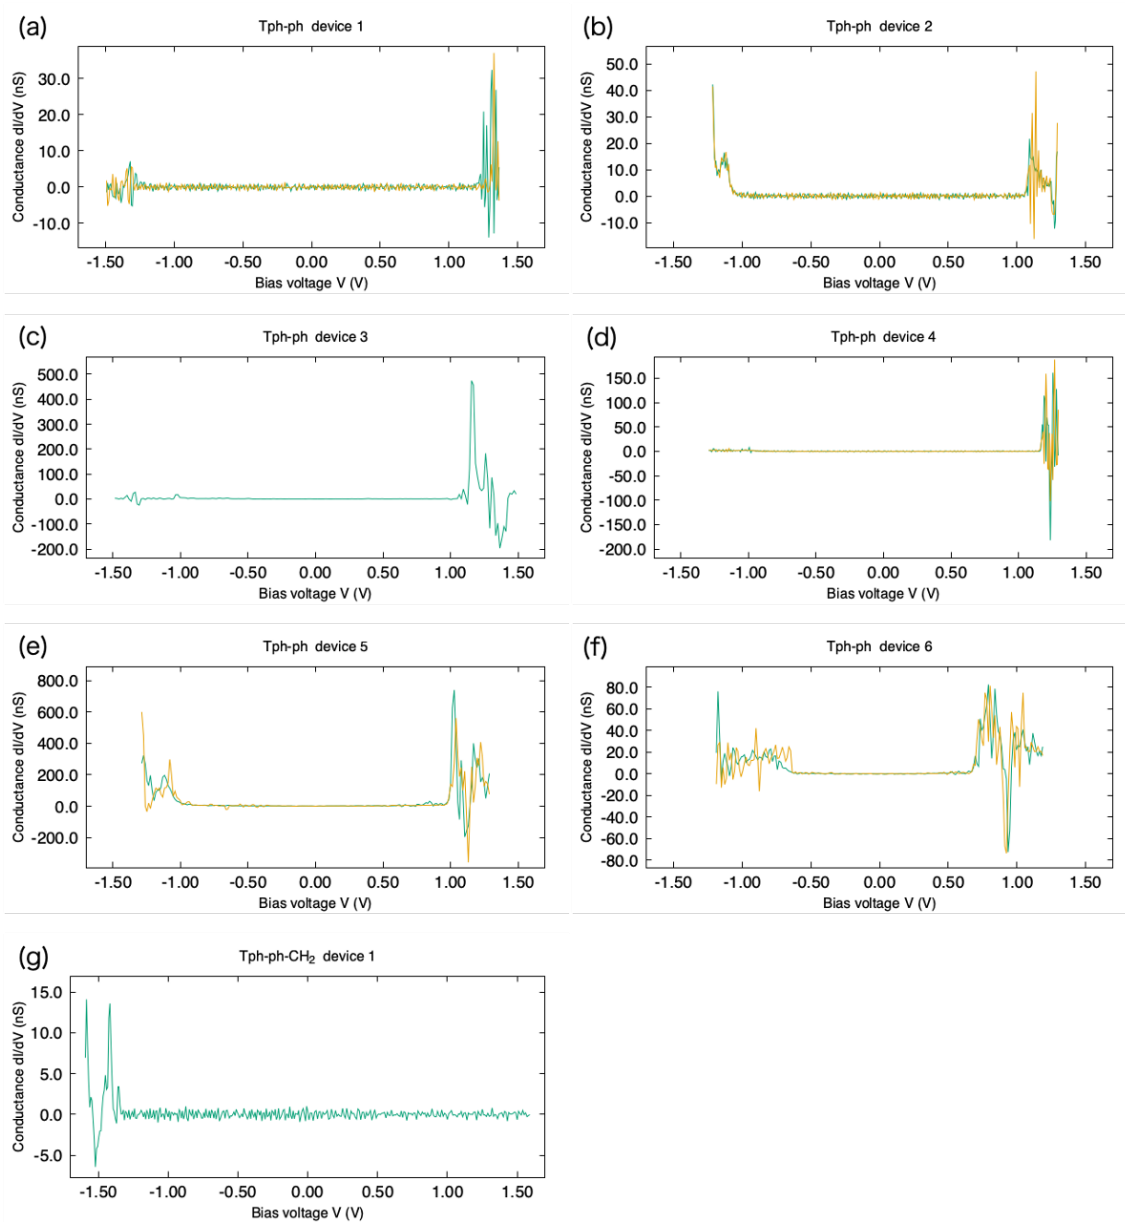 (a)
Tph-ph device 1
Conductance dI/dV (nS)
30.0
20.0
10.0
0.0
-10.0
-1.50 -1.00 -0.50 0.00 0.50 1.00 1.50
Bias voltage V (V)
(b)
Tph-ph device 2
Conductance dI/dV (nS)
50.0
40.0
30.0
20.0
10.0
0.0
-10.0
-1.50 -1.00 -0.50 0.00 0.50 1.00 1.50
Bias voltage V (V)
(c)
Tph-ph device 3
Conductance dI/dV (nS)
500.0
400.0
300.0
200.0
100.0
0.0
-100.0
-200.0
-1.50 -1.00 -0.50 0.00 0.50 1.00 1.50
Bias voltage V (V)
(d)
Tph-ph device 4
Conductance dI/dV (nS)
150.0
100.0
50.0
0.0
-50.0
-100.0
-150.0
-200.0
-1.50 -1.00 -0.50 0.00 0.50 1.00 1.50
Bias voltage V (V)
(e)
Tph-ph device 5
Conductance dI/dV (nS)
800.0
600.0
400.0
200.0
0.0
-200.0
-1.50 -1.00 -0.50 0.00 0.50 1.00 1.50
Bias voltage V (V)
(f)
Tph-ph device 6
Conductance dI/dV (nS)
80.0
60.0
40.0
20.0
0.0
-20.0
-40.0
-60.0
-80.0
-1.50 -1.00 -0.50 0.00 0.50 1.00 1.50
Bias voltage V (V)
(g)
Tph-ph-CH₂ device 1
Conductance dI/dV (nS)
15.0
10.0
5.0
0.0
-5.0
-1.50 -1.00 -0.50 0.00 0.50 1.00 1.50
Bias voltage V (V)